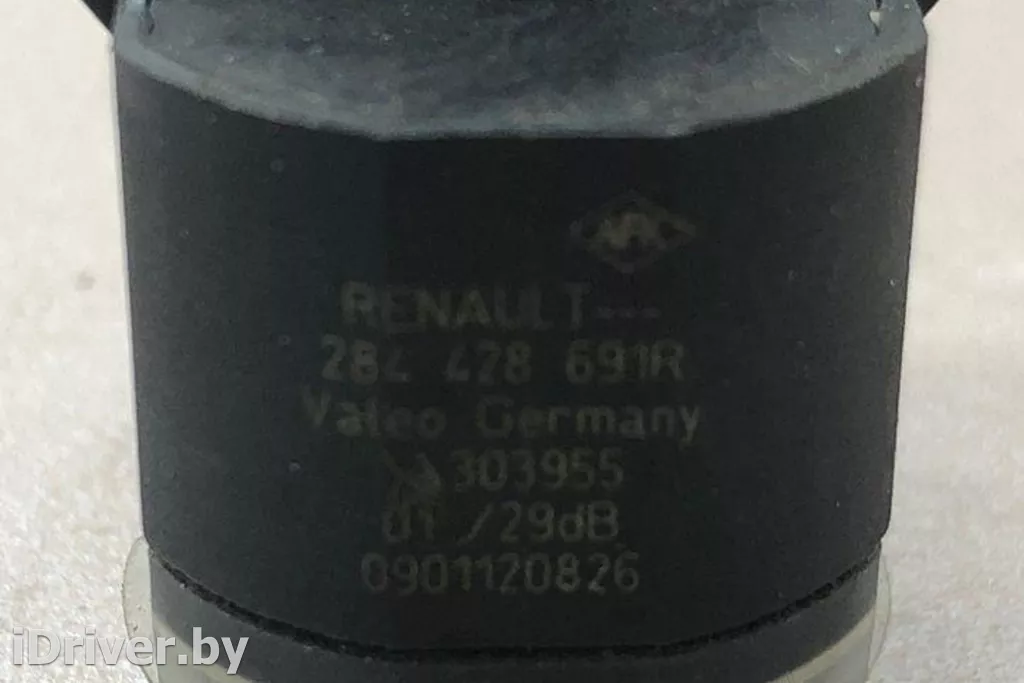 RENAULT---
284 428 691R
Valeo Germany
303955
01 /29dB
0901120826
iDriver.by